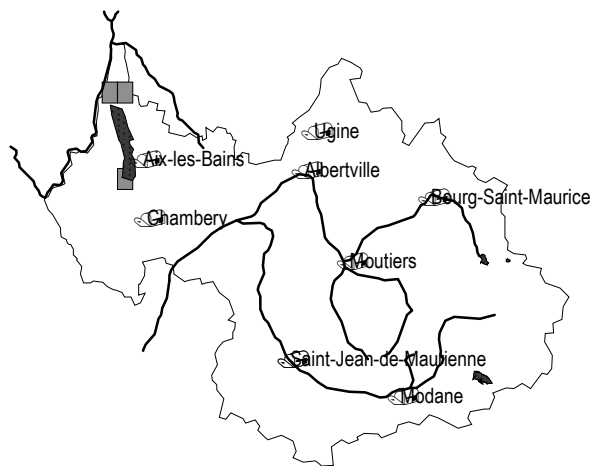 Ugine
Aix-les-Bains
Albertville
Bourg-Saint-Maurice
Chambery
Moutiers
Saint-Jean-de-Maurienne
Modane